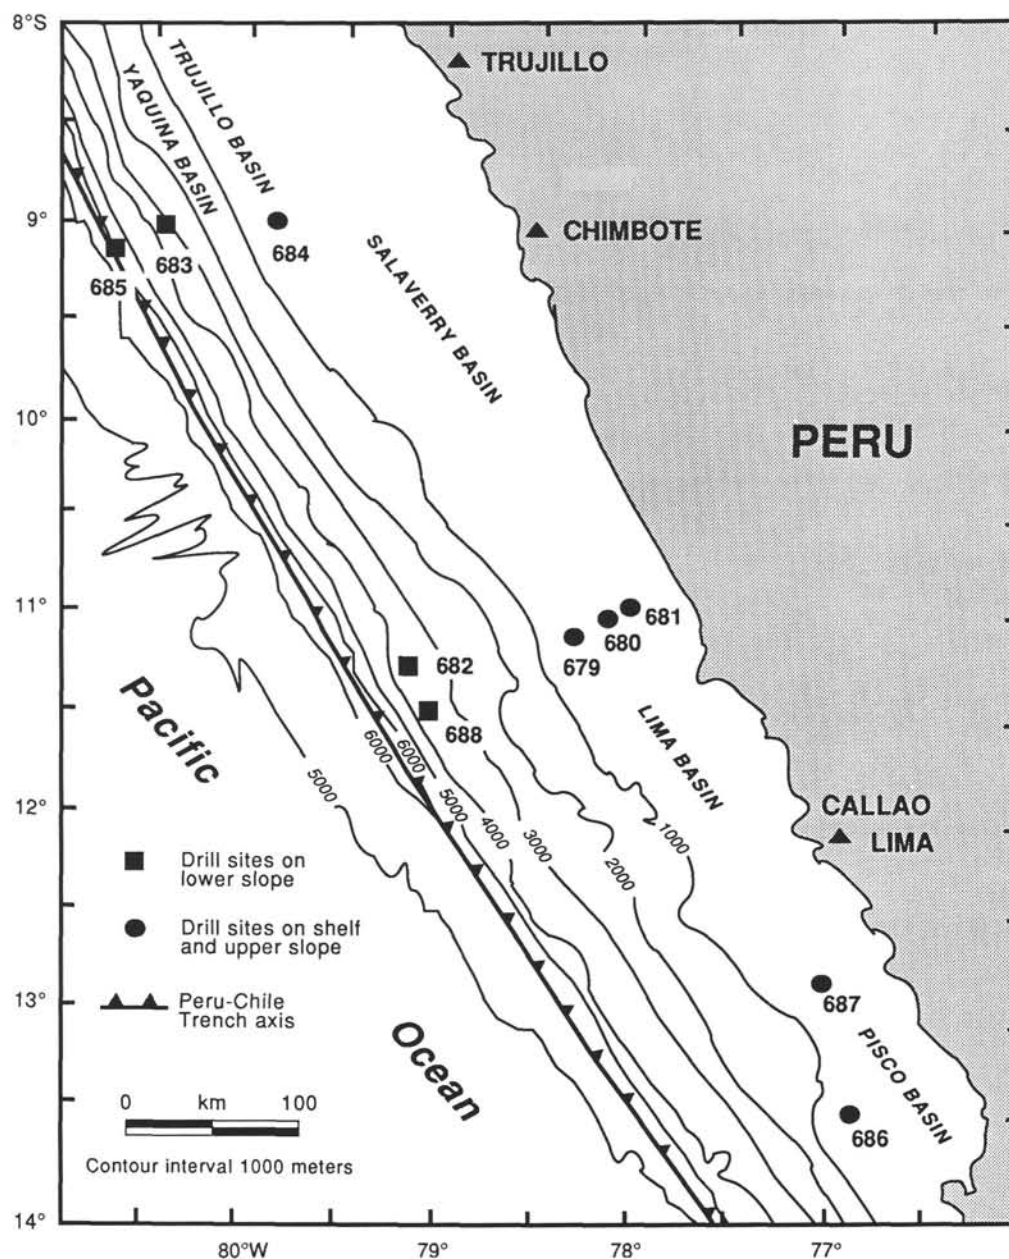 8°S
TRUJILLO
TRUJILLO BASIN
YAQUINA BASIN
9°
CHIMBOTE
684
683
685
SALAVERRY BASIN
10°
PERU
11°
681
680
679
682
688
Pacific
LIMA BASIN
6000
6000
5000
5000
4000
3000
2000
1000
12°
CALLAO
LIMA
Drill sites on
lower slope
Drill sites on shelf
and upper slope
13°
Peru-Chile
Trench axis
687
Ocean
PISCO BASIN
686
0 km 100
Contour interval 1000 meters
14°
80°W
79°
78°
77°